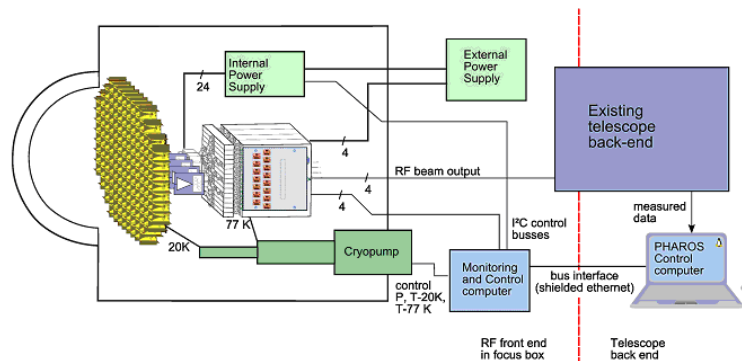 Internal
Power
Supply
External
Power
Supply
24
Existing
telescope
back-end
4
RF beam output
4
4
77 K
20K
I²C control
busses
measured
data
Cryopump
Monitoring
and Control
computer
PHAROS
Control
computer
control
P, T-20K,
T-77 K
bus interface
(shielded ethernet)
RF front end
in focus box
Telescope
back end